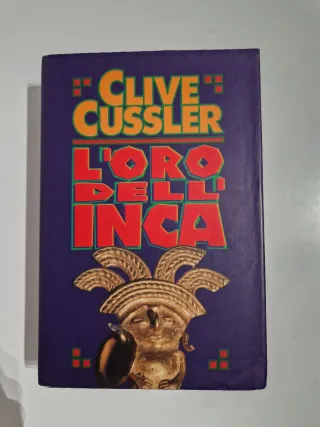 CLIVE
CUSSLER
L'ORO
DELL'
INCA